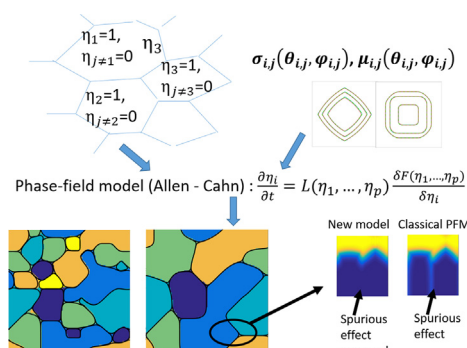 η₁=1,
ηⱼ≠₁=0
η₃
η₃=1,
ηⱼ≠₃=0
η₂=1,
ηⱼ≠₂=0
σᵢ,ⱼ(θᵢ,ⱼ, φᵢ,ⱼ), μᵢ,ⱼ(θᵢ,ⱼ, φᵢ,ⱼ)
Phase-field model (Allen - Cahn) : ∂ηᵢ/∂t = L(η₁, ..., ηₚ) δF(η₁,...,ηₚ)/δηᵢ
New model Classical PFM
Spurious effect Spurious effect